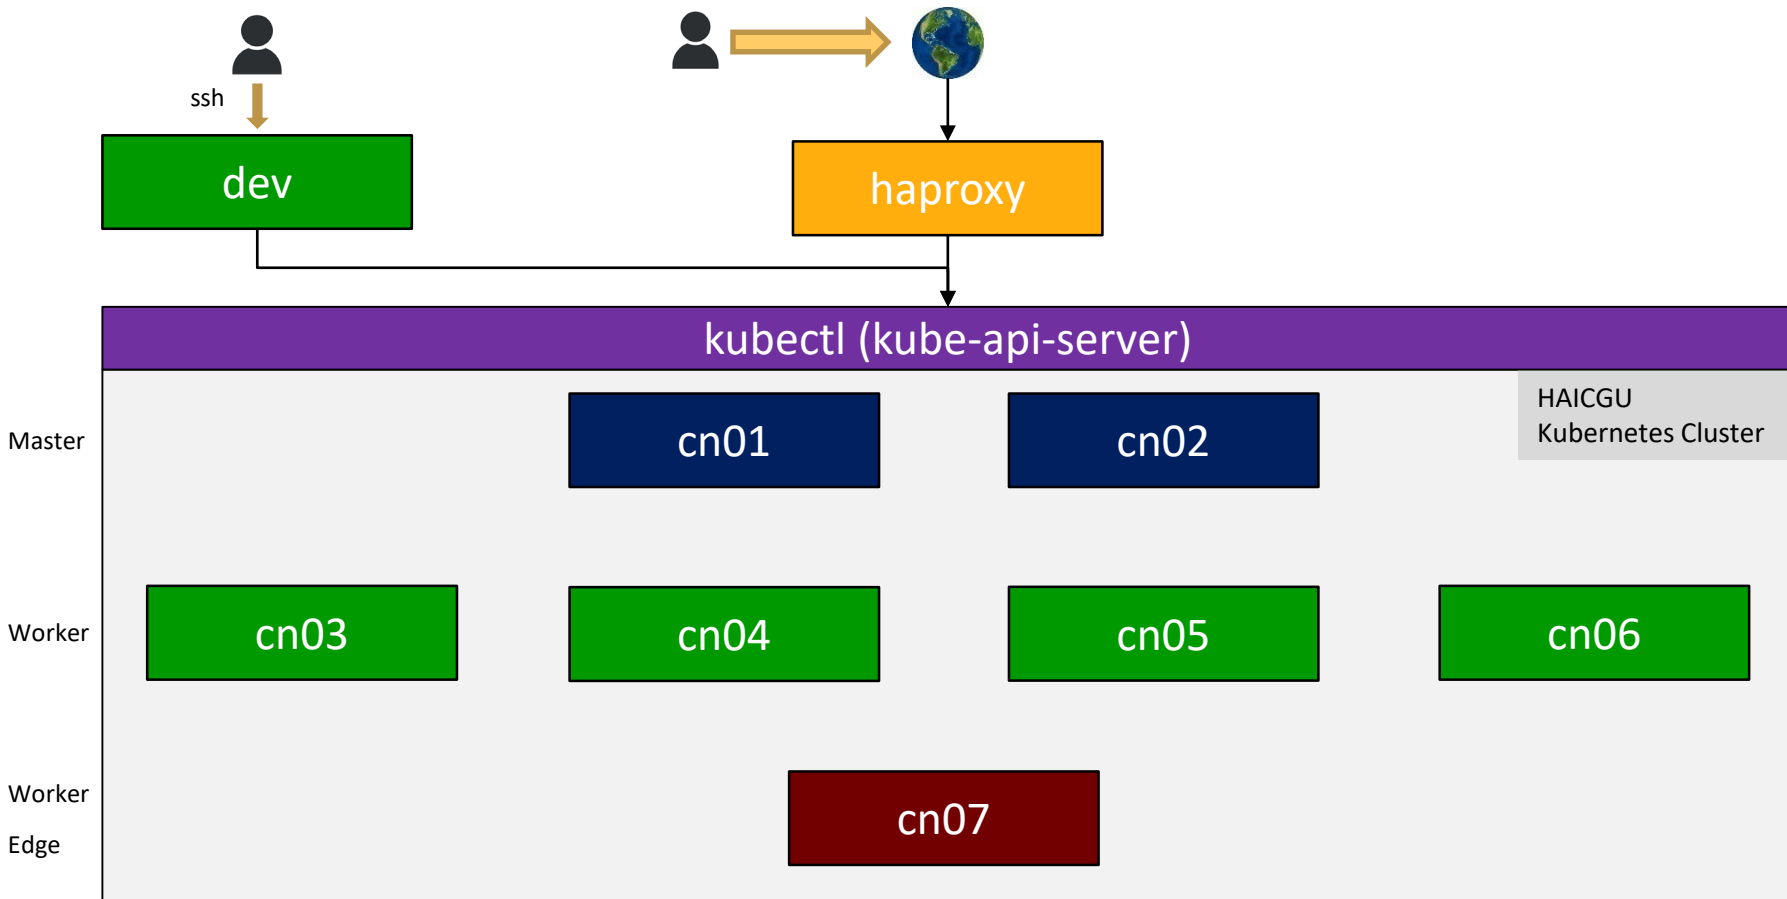 ssh
dev
haproxy
kubectl (kube-api-server)
HAICGU
Kubernetes Cluster
Master
cn01
cn02
Worker
cn03
cn04
cn05
cn06
Worker
Edge
cn07